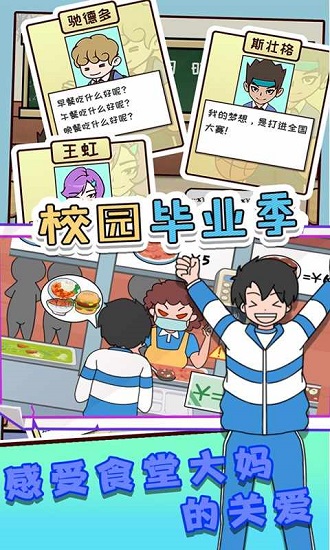 驰德多
早餐吃什么好呢？
午餐吃什么好呢？
晚餐吃什么好呢？
斯壮格
我的梦想，是打进全国
大赛！
王虹
校园毕业季
感受食堂大妈
的关爱